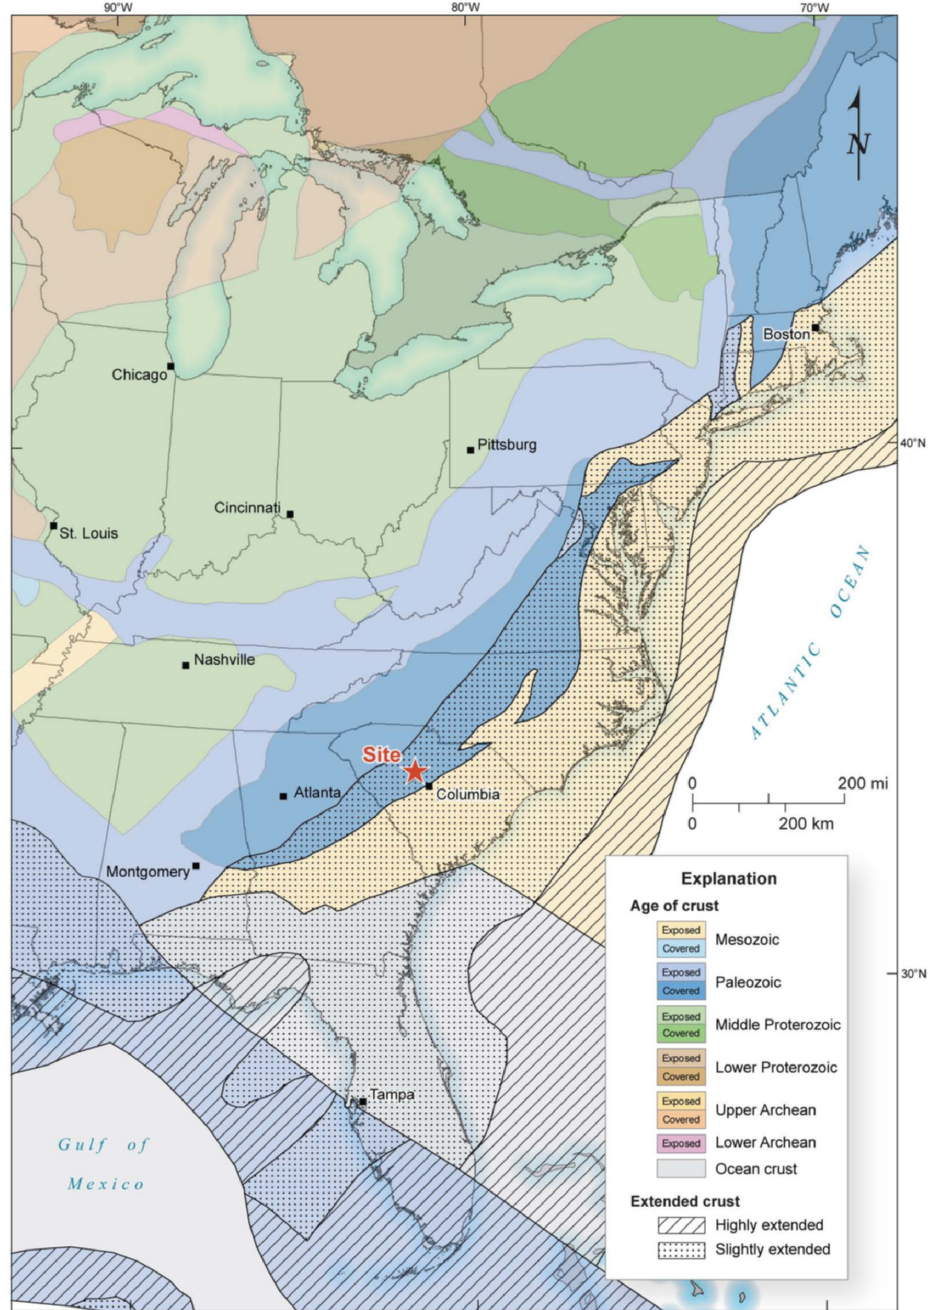 90°W
80°W
70°W
N
Boston
Chicago
Pittsburg
40°N
Cincinnati
St. Louis
ATLANTIC OCEAN
Nashville
Site
Atlanta
Columbia
0 200 mi
0 200 km
Montgomery
30°N
Tampa
Gulf of
Mexico
Explanation
Age of crust
Exposed
Covered
Mesozoic
Exposed
Covered
Paleozoic
Exposed
Covered
Middle Proterozoic
Exposed
Covered
Lower Proterozoic
Exposed
Covered
Upper Archean
Exposed
Lower Archean
Ocean crust
Extended crust
Highly extended
Slightly extended